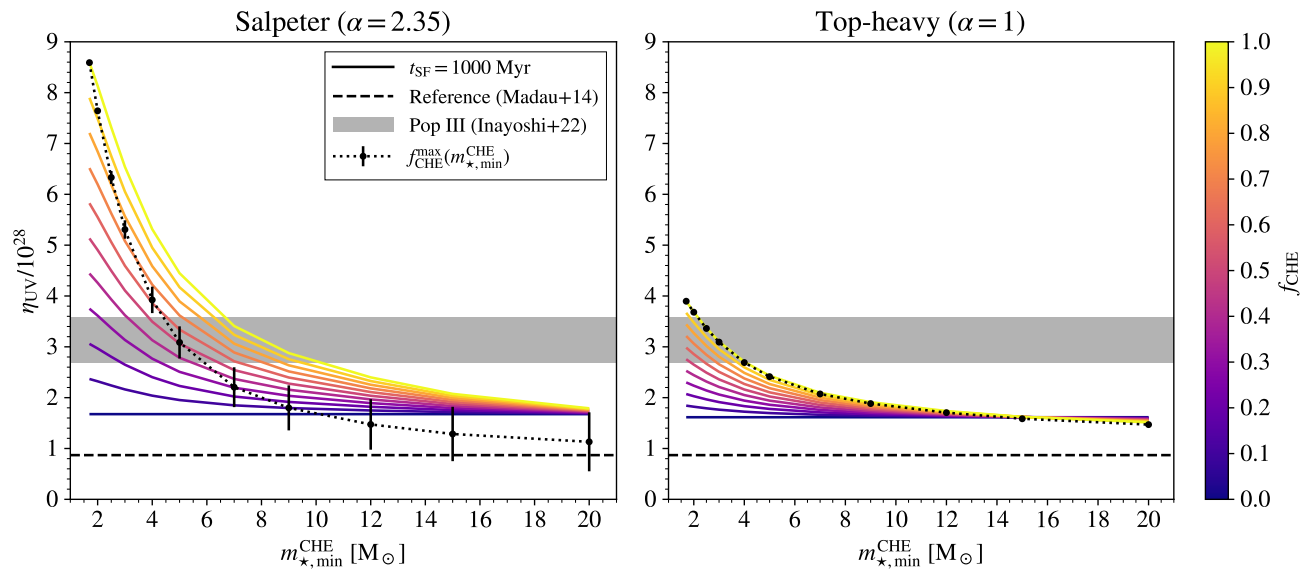 Salpeter (α = 2.35)
9
8
7
6
5
4
3
2
1
0
η_UV/10^28
2 4 6 8 10 12 14 16 18 20
m_⋆,min^CHE [M_⊙]
t_SF = 1000 Myr
Reference (Madau+14)
Pop III (Inayoshi+22)
f_CHE^max(m_⋆,min^CHE)
Top-heavy (α = 1)
9
8
7
6
5
4
3
2
1
0
2 4 6 8 10 12 14 16 18 20
m_⋆,min^CHE [M_⊙]
1.0
0.9
0.8
0.7
0.6
0.5
0.4
0.3
0.2
0.1
0.0
f_CHE